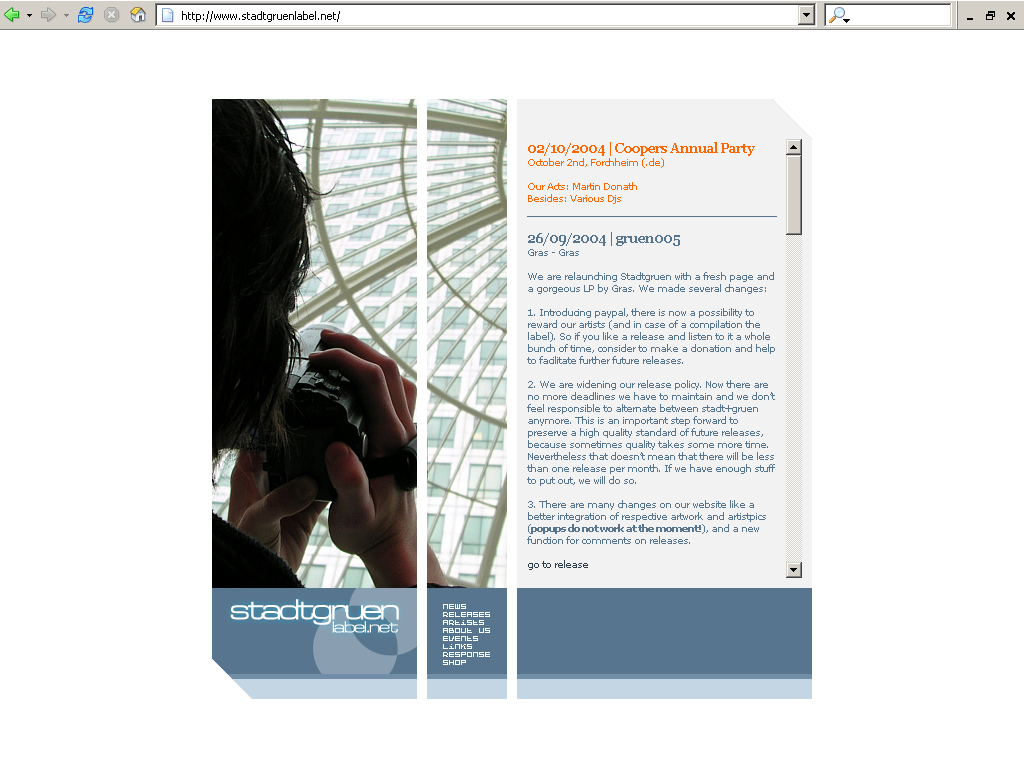 http://www.stadtgruenlabel.net/
02/10/2004 | Coopers Annual Party
October 2nd, Forchheim (.de)
Our Acts: Martin Donath
Besides: Various Djs
26/09/2004 | gruen005
Gras - Gras
We are relaunching Stadtgruen with a fresh page and
a gorgeous LP by Gras. We made several changes:
1. Introducing paypal, there is now a possibility to
reward our artists (and in case of a compilation the
label). So if you like a release and listen to it a whole
bunch of time, consider to make a donation and help
to facilitate further future releases.
2. We are widening our release policy. Now there are
no more deadlines we have to maintain and we don't
feel responsible to alternate between stadt+gruen
anymore. This is an important step forward to
preserve a high quality standard of future releases,
because sometimes quality takes some more time.
Nevertheless that doesn't mean that there will be less
than one release per month. If we have enough stuff
to put out, we will do so.
3. There are many changes on our website like a
better integration of respective artwork and artistpics
(popups do not work at the moment!), and a new
function for comments on releases.
go to release
stadtgruen
label.net
NEWS
RELEASES
ARTISTS
ABOUT US
EVENTS
LINKS
RESPONSE
SHOP